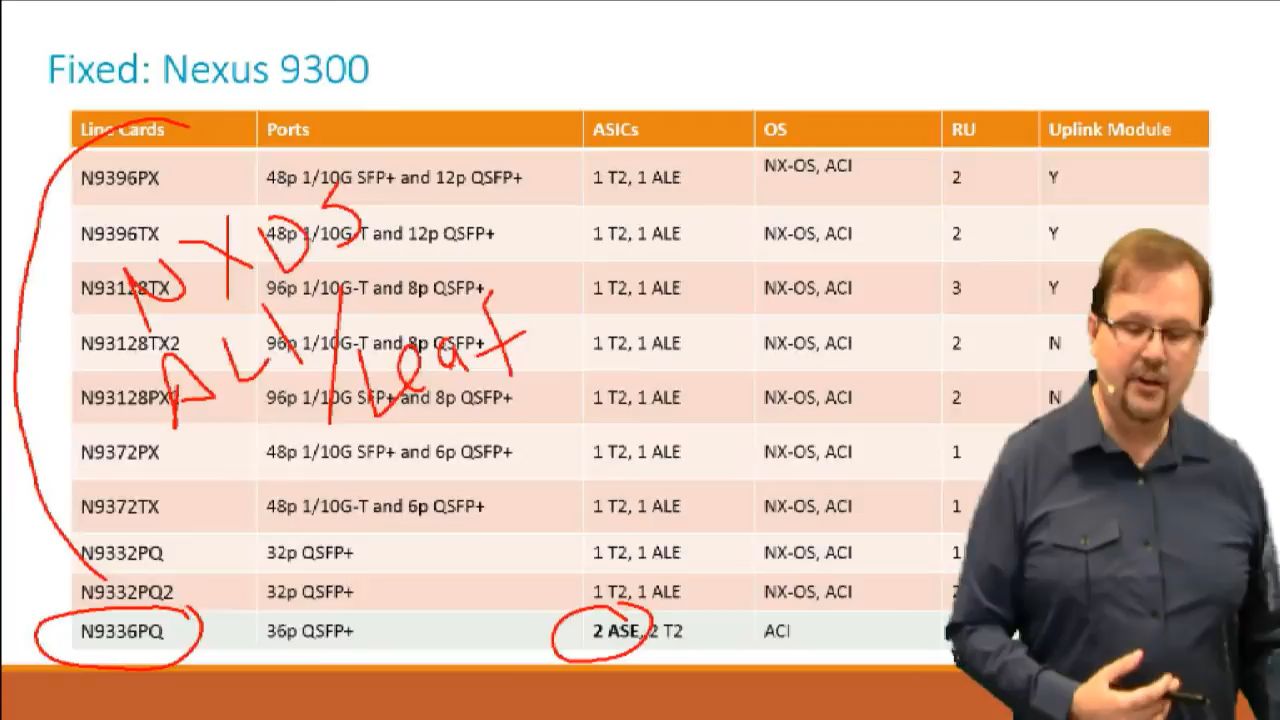 Fixed: Nexus 9300
Line Cards Ports ASICs OS RU Uplink Module
N9396PX 48p 1/10G SFP+ and 12p QSFP+ 1 T2, 1 ALE NX-OS, ACI 2 Y
N9396TX 48p 1/10G-T and 12p QSFP+ 1 T2, 1 ALE NX-OS, ACI 2 Y
N93128TX 96p 1/10G-T and 8p QSFP+ 1 T2, 1 ALE NX-OS, ACI 3 Y
N93128TX2 96p 1/10G-T and 8p QSFP+ 1 T2, 1 ALE NX-OS, ACI 2 N
N93128PX 96p 1/10G SFP+ and 8p QSFP+ 1 T2, 1 ALE NX-OS, ACI 2 N
N9372PX 48p 1/10G SFP+ and 6p QSFP+ 1 T2, 1 ALE NX-OS, ACI 1
N9372TX 48p 1/10G-T and 6p QSFP+ 1 T2, 1 ALE NX-OS, ACI 1
N9332PQ 32p QSFP+ 1 T2, 1 ALE NX-OS, ACI 1
N9332PQ2 32p QSFP+ 1 T2, 1 ALE NX-OS, ACI
N9336PQ 36p QSFP+ 2 ASE, 2 T2 ACI
NXOS
ACI/Leaf